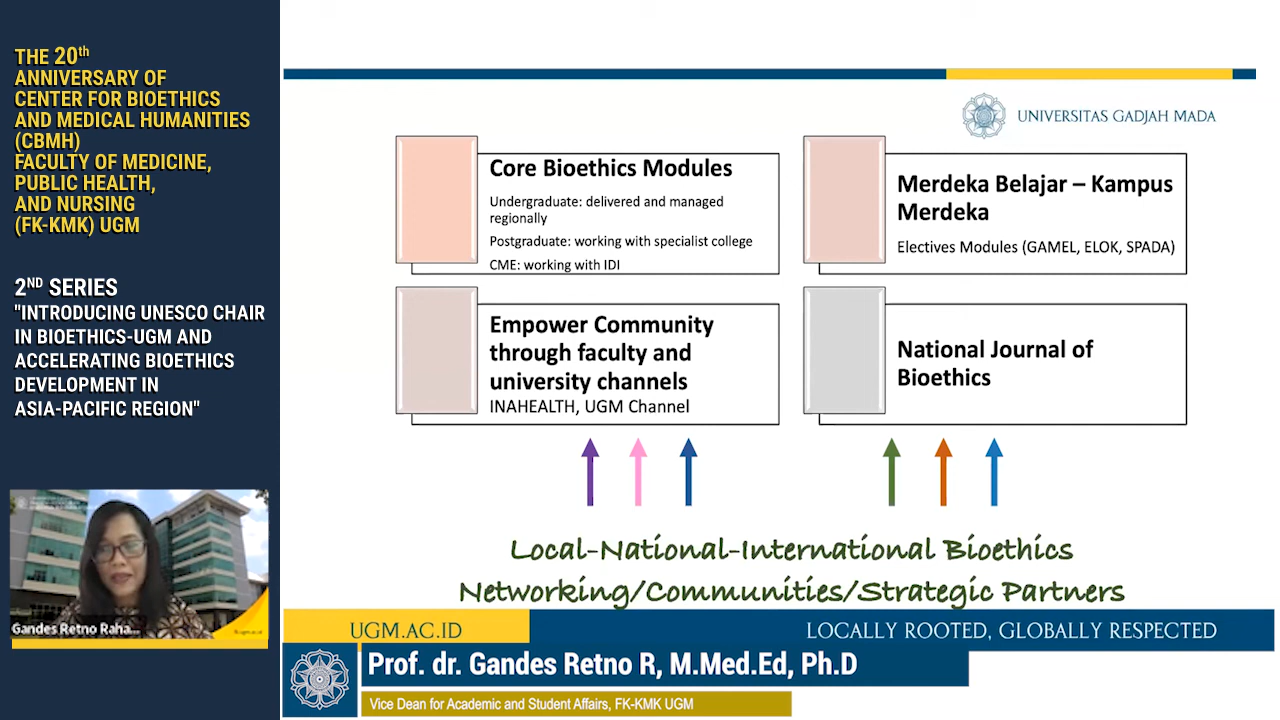 THE 20th
ANNIVERSARY OF
CENTER FOR BIOETHICS
AND MEDICAL HUMANITIES
(CBMH)
FACULTY OF MEDICINE,
PUBLIC HEALTH,
AND NURSING
(FK-KMK) UGM
2ND SERIES
"INTRODUCING UNESCO CHAIR
IN BIOETHICS-UGM AND
ACCELERATING BIOETHICS
DEVELOPMENT IN
ASIA-PACIFIC REGION"
Gandes Retno Raha...
UNIVERSITAS GADJAH MADA
Core Bioethics Modules
Undergraduate: delivered and managed
regionally
Postgraduate: working with specialist college
CME: working with IDI
Merdeka Belajar – Kampus
Merdeka
Electives Modules (GAMEL, ELOK, SPADA)
Empower Community
through faculty and
university channels
INAHEALTH, UGM Channel
National Journal of
Bioethics
Local-National-International Bioethics
Networking/Communities/Strategic Partners
UGM.AC.ID
LOCALLY ROOTED, GLOBALLY RESPECTED
Prof. dr. Gandes Retno R, M.Med.Ed, Ph.D
Vice Dean for Academic and Student Affairs, FK-KMK UGM